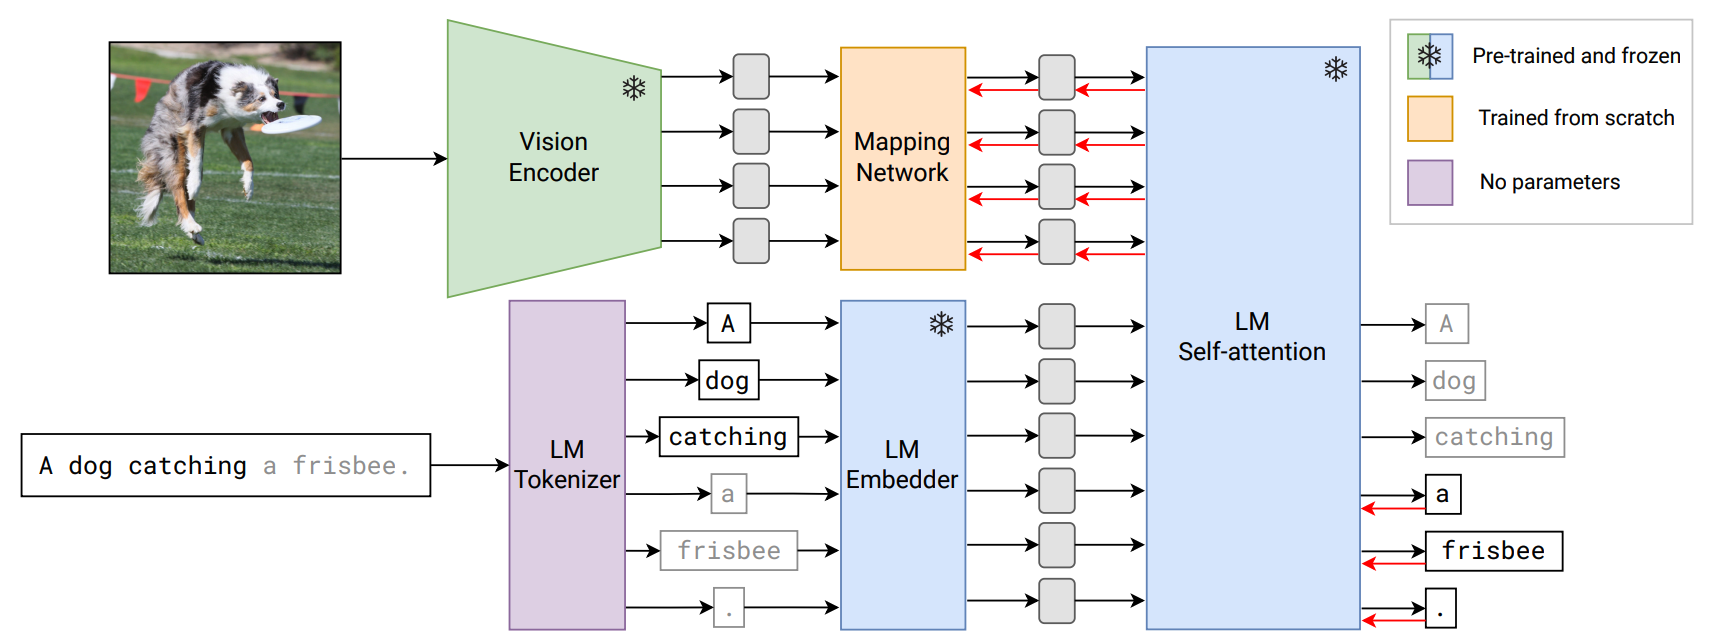 Vision
Encoder
Mapping
Network
Pre-trained and frozen
Trained from scratch
No parameters
A dog catching a frisbee.
LM
Tokenizer
A
dog
catching
a
frisbee
.
LM
Embedder
LM
Self-attention
A
dog
catching
a
frisbee
.